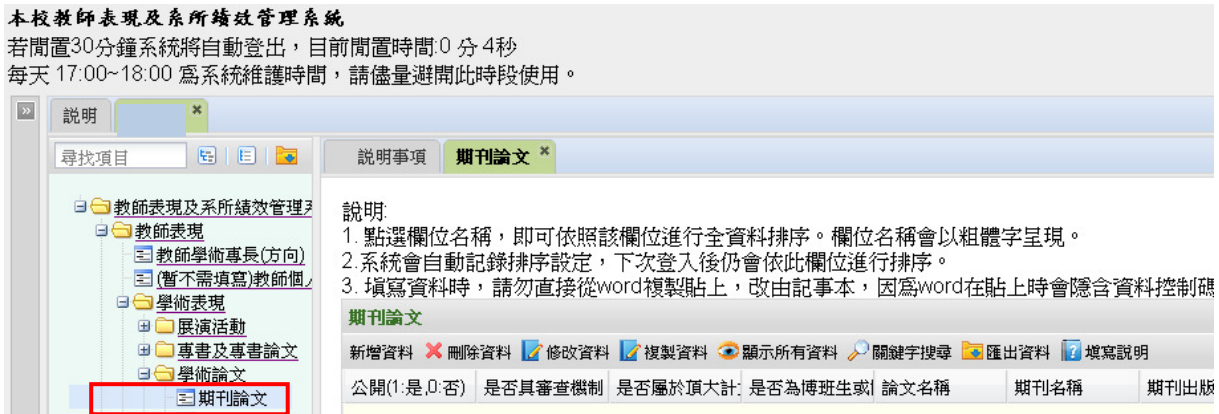 本校教師表現及系所績效管理系統
若閒置30分鐘系統將自動登出，目前閒置時間:0 分 4秒
每天 17:00~18:00 為系統維護時間，請儘量避開此時段使用。
說明
尋找項目
說明事項 期刊論文
教師表現及系所績效管理
教師表現
教師學術專長(方向)
(暫不需填寫)教師個
學術表現
展演活動
專書及專書論文
學術論文
期刊論文
說明:
1. 點選欄位名稱，即可依照該欄位進行全資料排序。欄位名稱會以粗體字呈現。
2.系統會自動記錄排序設定，下次登入後仍會依此欄位進行排序。
3. 填寫資料時，請勿直接從word複製貼上，改由記事本，因為word在貼上時會隱含資料控制碼
期刊論文
新增資料 刪除資料 修改資料 複製資料 顯示所有資料 關鍵字搜尋 匯出資料 填寫說明
公開(1:是,0:否) 是否具審查機制 是否屬於頂大計 是否為博班生或 論文名稱 期刊名稱 期刊出版